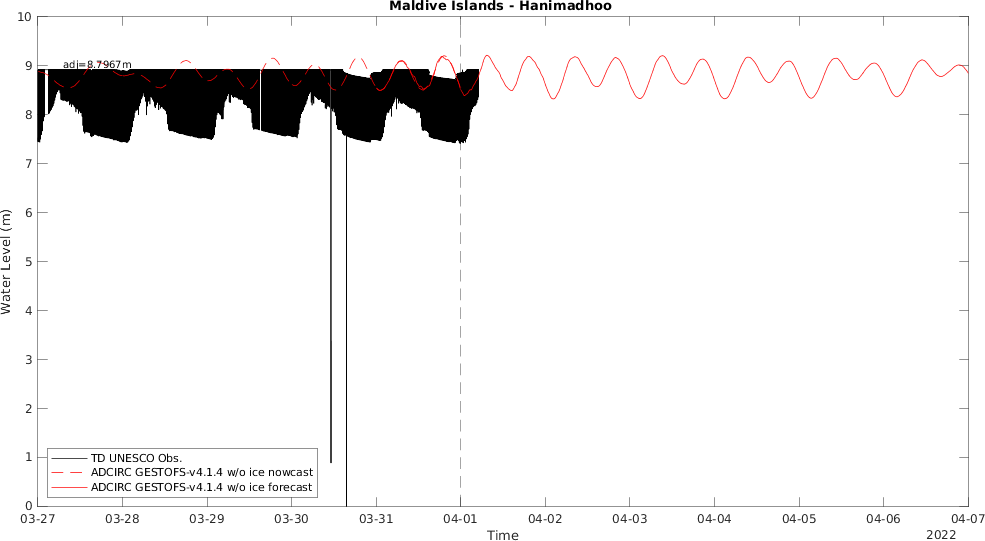 Maldive Islands - Hanimadhoo
Water Level (m)
10
9
8
7
6
5
4
3
2
1
0
adj=8.7967m
TD UNESCO Obs.
ADCIRC GESTOFS-v4.1.4 w/o ice nowcast
ADCIRC GESTOFS-v4.1.4 w/o ice forecast
03-27 03-28 03-29 03-30 03-31 04-01 04-02 04-03 04-04 04-05 04-06 04-07
Time
2022